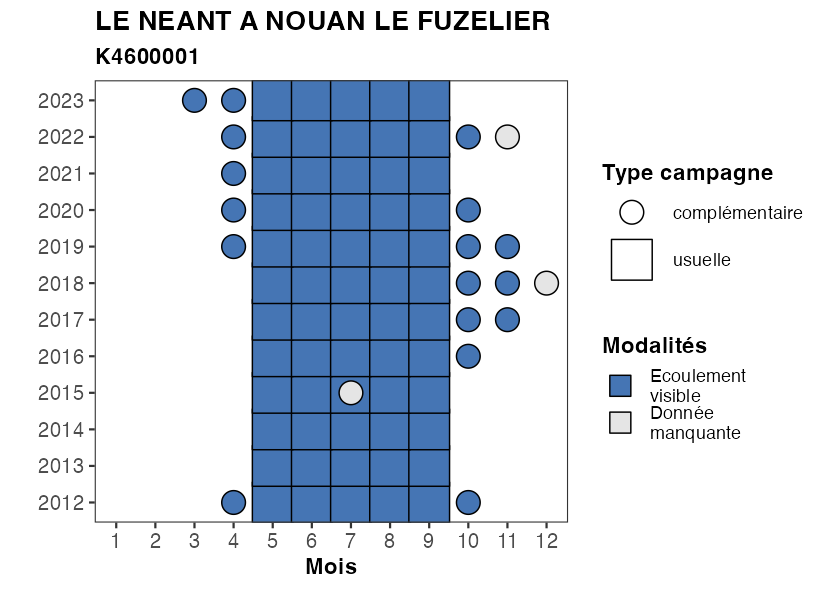 LE NEANT A NOUAN LE FUZELIER
K4600001
2023
2022
2021
2020
2019
2018
2017
2016
2015
2014
2013
2012
1 2 3 4 5 6 7 8 9 10 11 12
Mois
Type campagne
complémentaire
usuelle
Modalités
Ecoulement
visible
Donnée
manquante